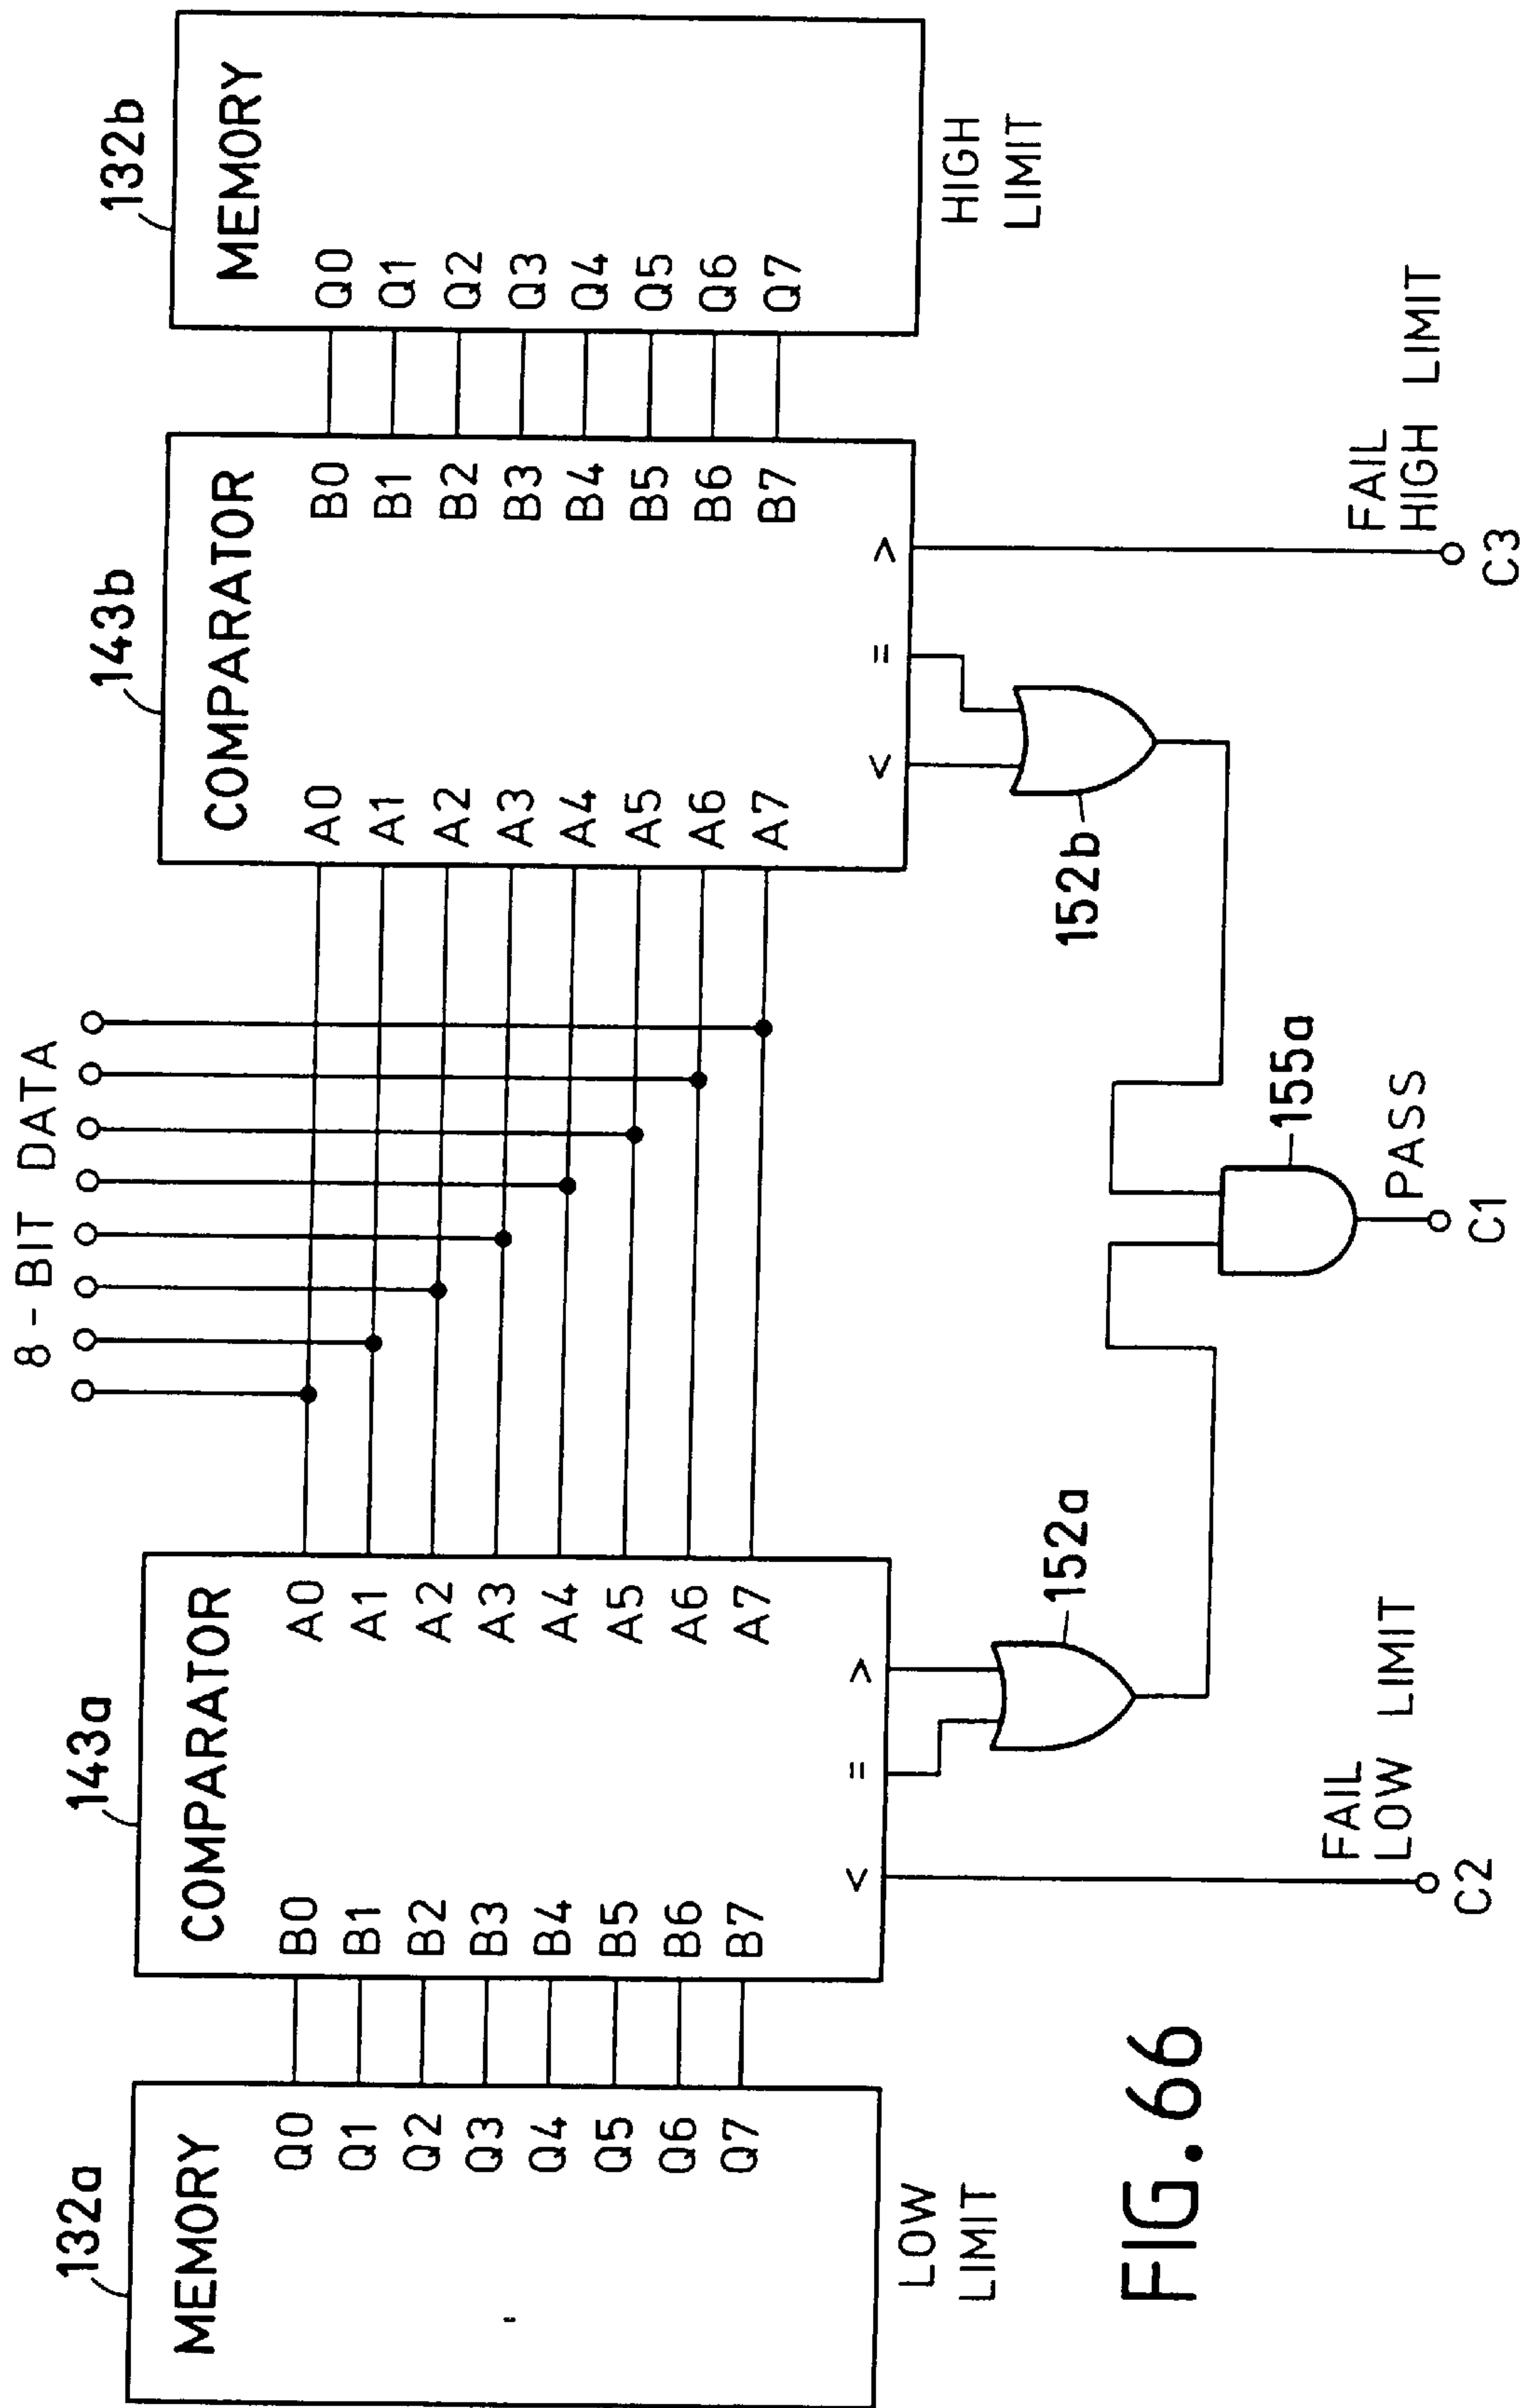 8-BIT DATA
132a
143a
143b
132b
MEMORY
COMPARATOR
COMPARATOR
MEMORY
Q0 B0 A0 A0 B0 Q0
Q1 B1 A1 A1 B1 Q1
Q2 B2 A2 A2 B2 Q2
Q3 B3 A3 A3 B3 Q3
Q4 B4 A4 A4 B4 Q4
Q5 B5 A5 A5 B5 Q5
Q6 B6 A6 A6 B6 Q6
Q7 B7 A7 A7 B7 Q7
< = >
< = >
LOW
LIMIT
HIGH
LIMIT
152a
152b
155a
FAIL
LOW LIMIT
C2
PASS
C1
FAIL
HIGH LIMIT
C3
FIG. 66